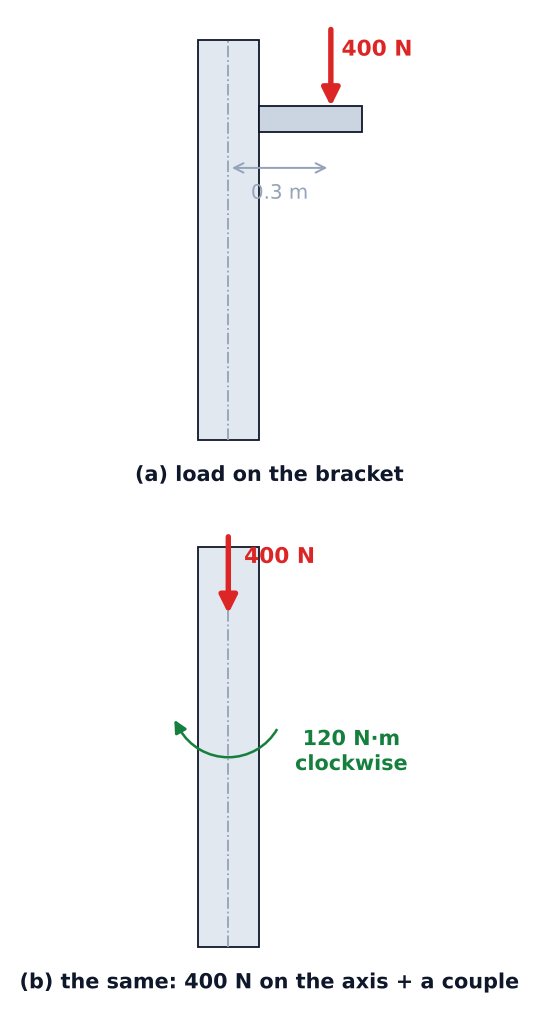 400 N
0.3 m
(a) load on the bracket
400 N
120 N·m
clockwise
(b) the same: 400 N on the axis + a couple